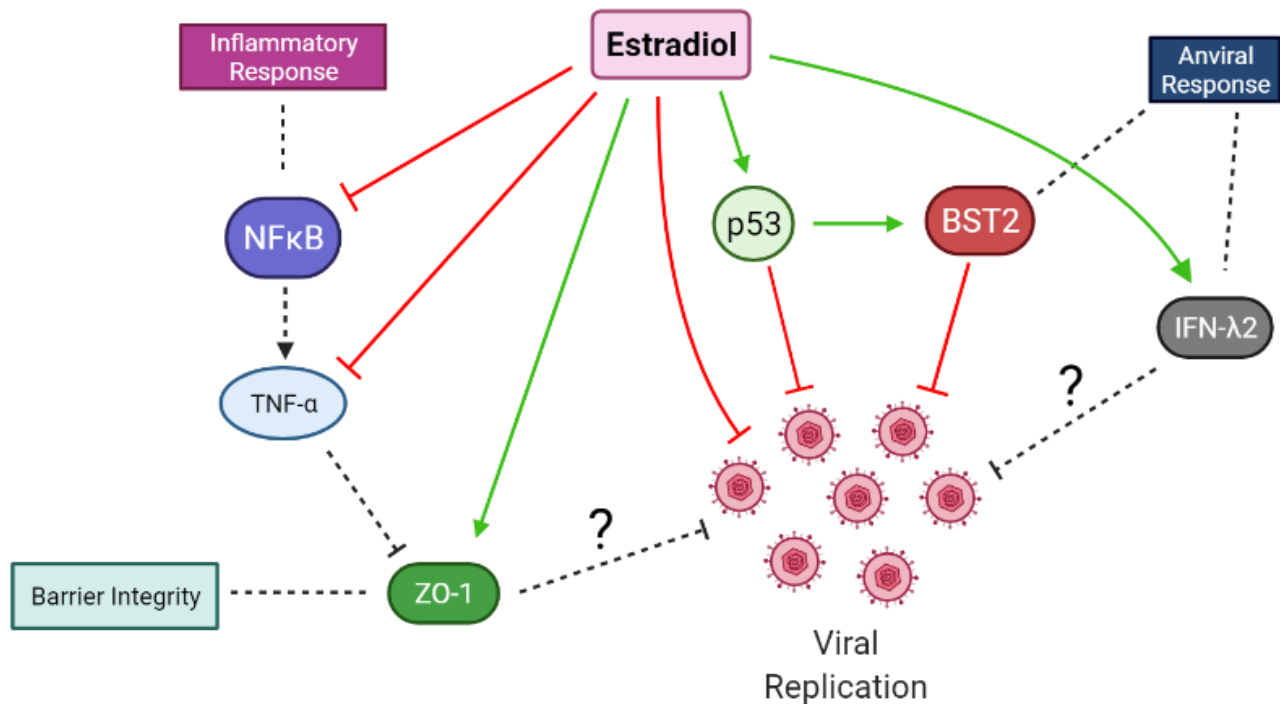 Inflammatory
Response
Estradiol
Anviral
Response
NFκB
p53
BST2
IFN-λ2
TNF-α
?
?
Barrier Integrity
ZO-1
Viral
Replication